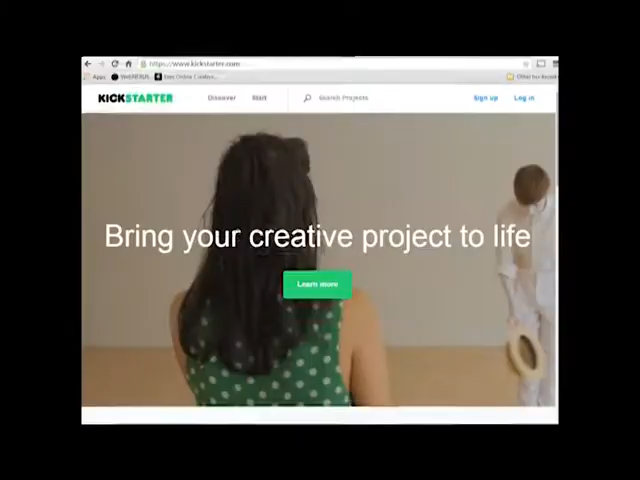 https://www.kickstarter.com
Apps
KICKSTARTER Discover Start Search Projects Sign up Log in
Bring your creative project to life
Learn more